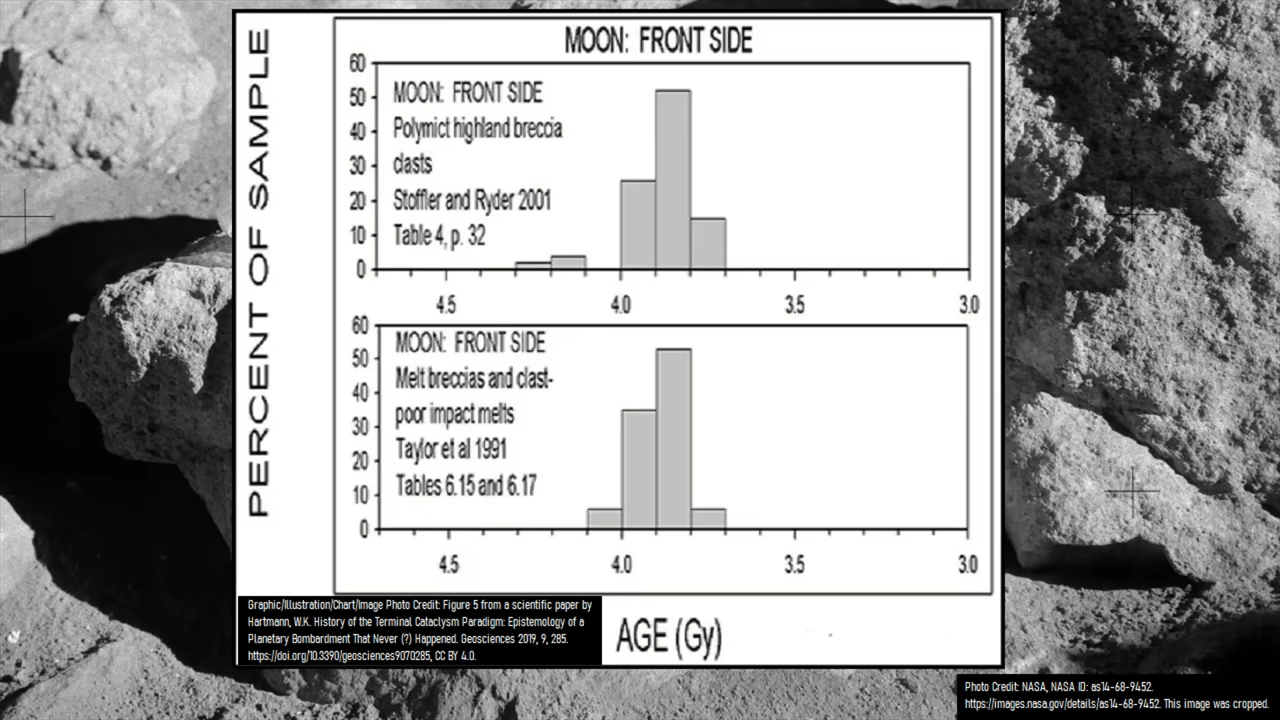 MOON: FRONT SIDE
PERCENT OF SAMPLE
60
50
40
30
20
10
0
MOON: FRONT SIDE
Polymict highland breccia
clasts
Stoffler and Ryder 2001
Table 4, p. 32
4.5 4.0 3.5 3.0
60
50
40
30
20
10
0
MOON: FRONT SIDE
Melt breccias and clast-
poor impact melts
Taylor et al 1991
Tables 6.15 and 6.17
4.5 4.0 3.5 3.0
AGE (Gy)
Graphic/Illustration/Chart/Image Photo Credit: Figure 5 from a scientific paper by
Hartmann, W.K. History of the Terminal Cataclysm Paradigm: Epistemology of a
Planetary Bombardment That Never (?) Happened. Geosciences 2019, 9, 285.
https://doi.org/10.3390/geosciences9070285, CC BY 4.0.
Photo Credit: NASA, NASA ID: as14-68-9452.
https://images.nasa.gov/details/as14-68-9452. This image was cropped.